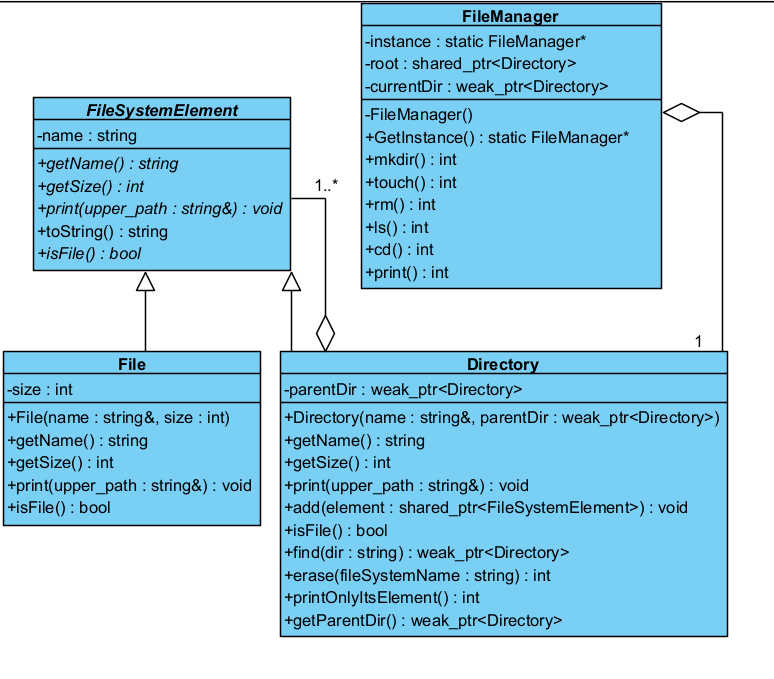 FileManager
-instance : static FileManager*
-root : shared_ptr<Directory>
-currentDir : weak_ptr<Directory>
-FileManager()
+GetInstance() : static FileManager*
+mkdir() : int
+touch() : int
+rm() : int
+ls() : int
+cd() : int
+print() : int
FileSystemElement
-name : string
+getName() : string
+getSize() : int
+print(upper_path : string&) : void
+toString() : string
+isFile() : bool
1..*
1
File
-size : int
+File(name : string&, size : int)
+getName() : string
+getSize() : int
+print(upper_path : string&) : void
+isFile() : bool
Directory
-parentDir : weak_ptr<Directory>
+Directory(name : string&, parentDir : weak_ptr<Directory>)
+getName() : string
+getSize() : int
+print(upper_path : string&) : void
+add(element : shared_ptr<FileSystemElement>) : void
+isFile() : bool
+find(dir : string) : weak_ptr<Directory>
+erase(fileSystemName : string) : int
+printOnlyItsElement() : int
+getParentDir() : weak_ptr<Directory>